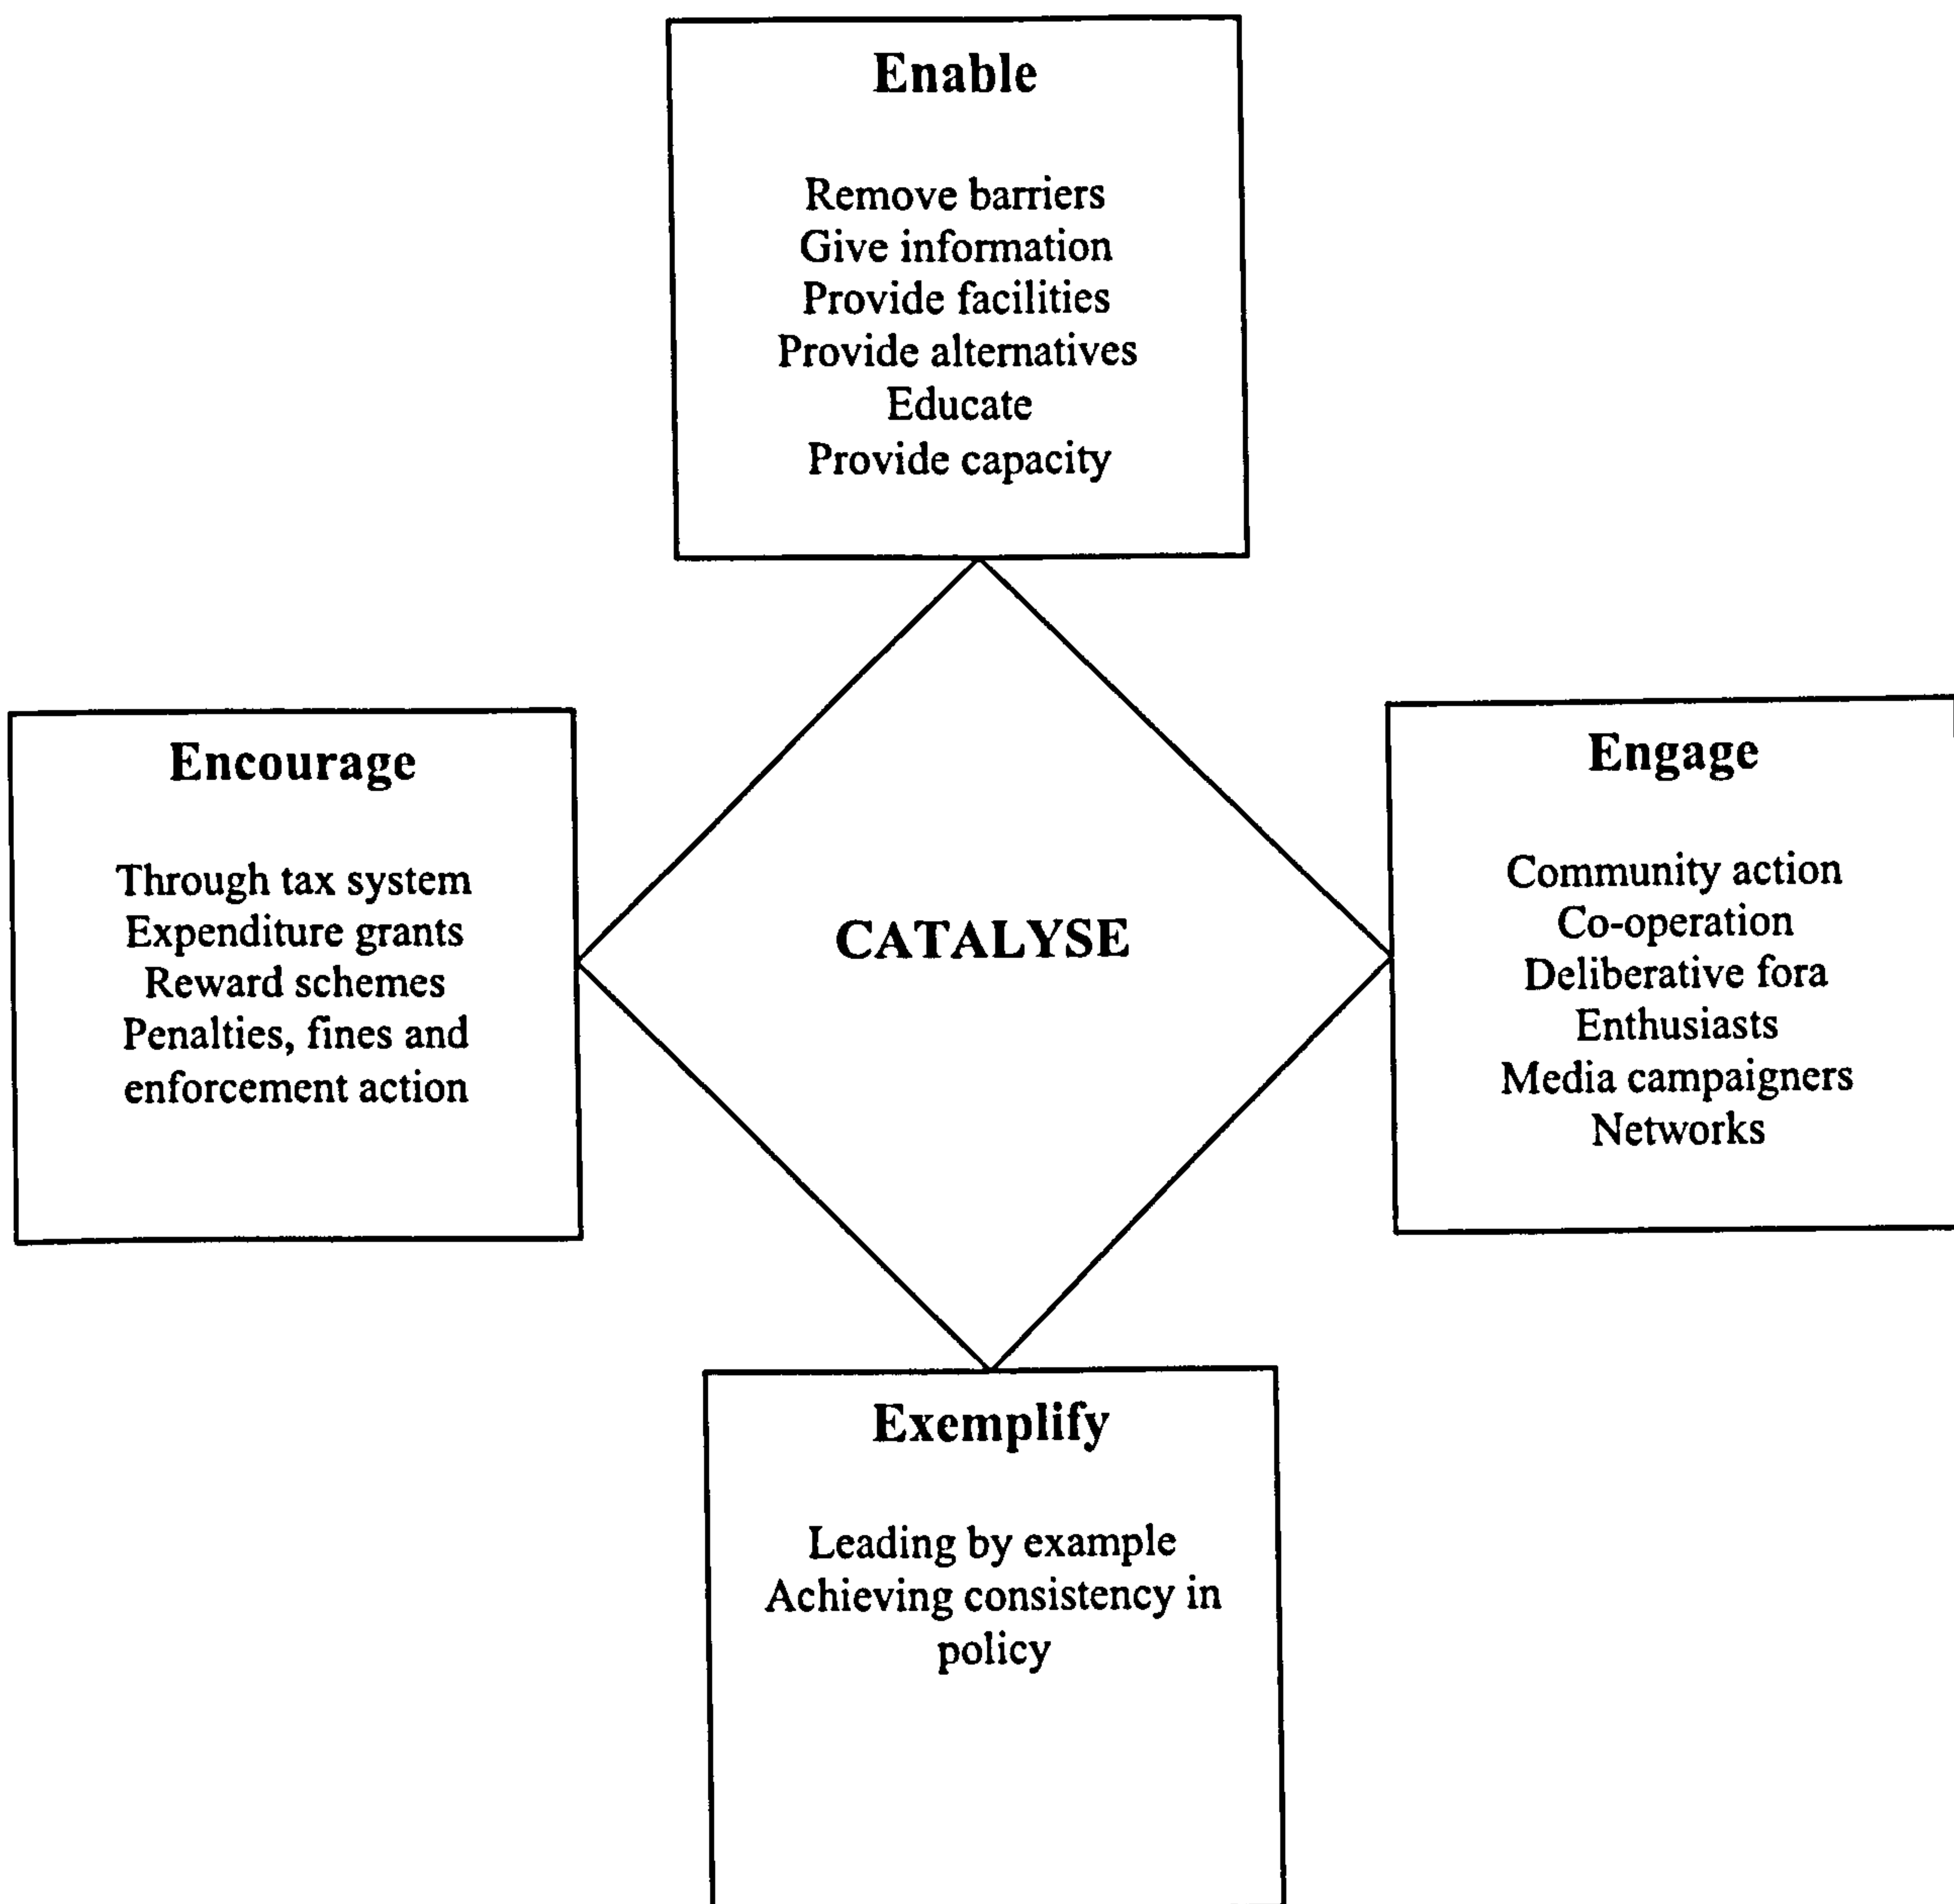 Enable
Remove barriers
Give information
Provide facilities
Provide alternatives
Educate
Provide capacity
Encourage
Through tax system
Expenditure grants
Reward schemes
Penalties, fines and
enforcement action
CATALYSE
Engage
Community action
Co-operation
Deliberative fora
Enthusiasts
Media campaigners
Networks
Exemplify
Leading by example
Achieving consistency in
policy